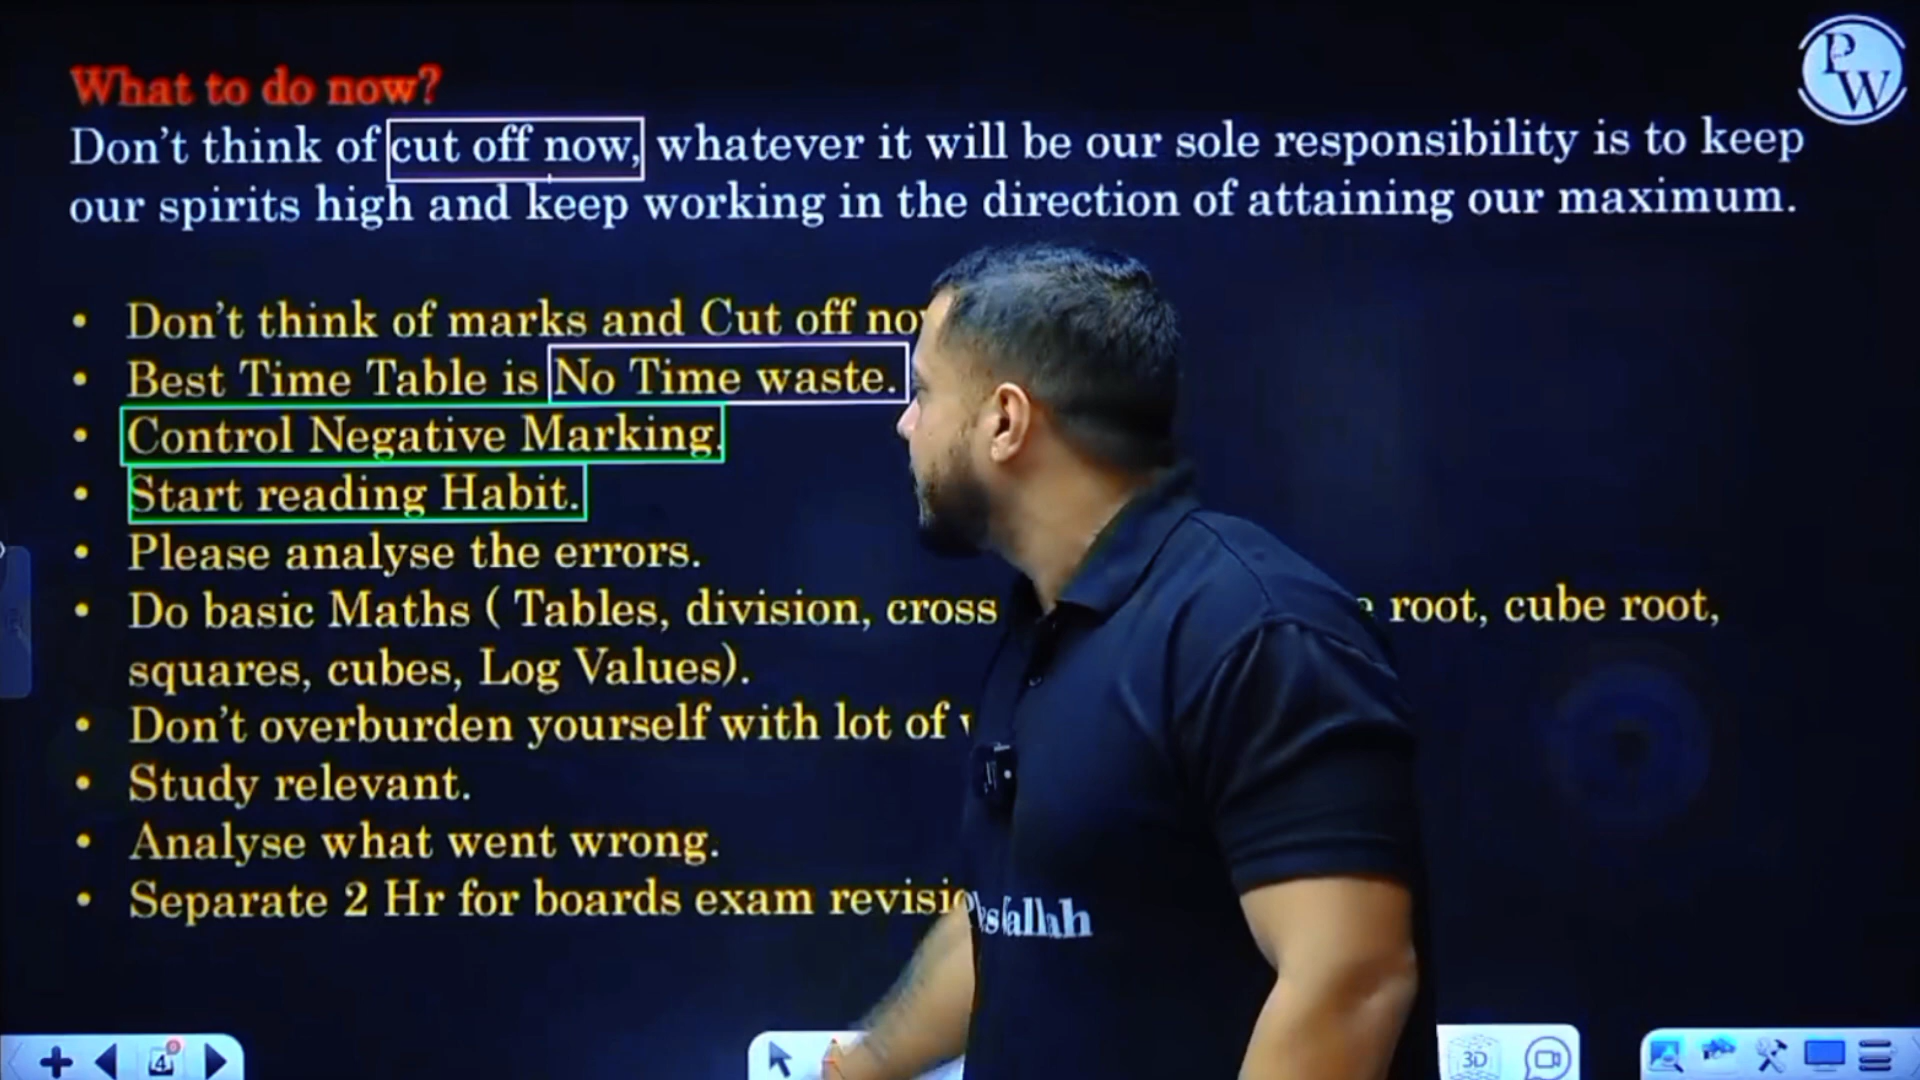 What to do now?
PW
Don't think of cut off now, whatever it will be our sole responsibility is to keep
our spirits high and keep working in the direction of attaining our maximum.
• Don't think of marks and Cut off
• Best Time Table is No Time waste.
• Control Negative Marking.
• Start reading Habit.
• Please analyse the errors.
• Do basic Maths ( Tables, division, cross root, cube root,
squares, cubes, Log Values).
• Don't overburden yourself with lot of
• Study relevant.
• Analyse what went wrong.
• Separate 2 Hr for boards exam
4
3D